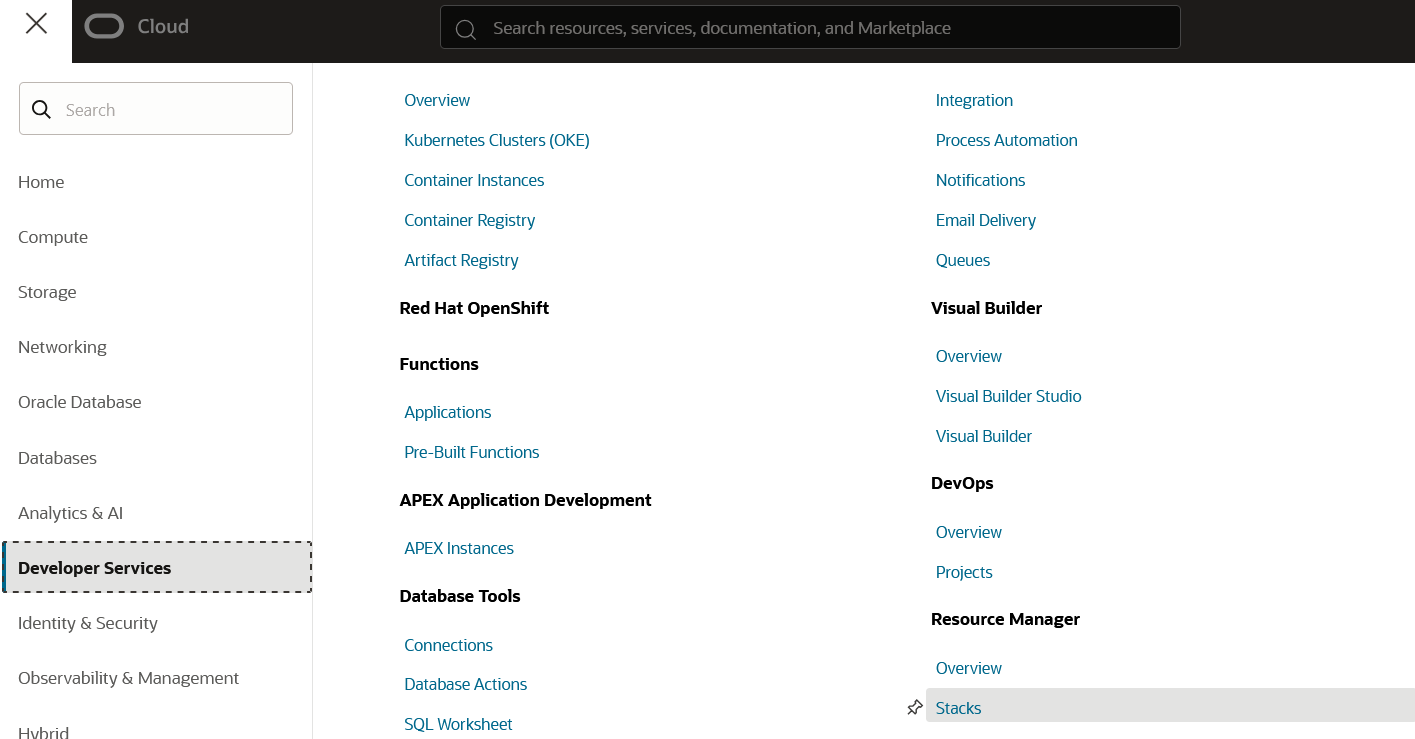 Cloud
Search resources, services, documentation, and Marketplace
Search
Home
Compute
Storage
Networking
Oracle Database
Databases
Analytics & AI
Developer Services
Identity & Security
Observability & Management
Hybrid
Overview
Kubernetes Clusters (OKE)
Container Instances
Container Registry
Artifact Registry
Red Hat OpenShift
Functions
Applications
Pre-Built Functions
APEX Application Development
APEX Instances
Database Tools
Connections
Database Actions
SQL Worksheet
Integration
Process Automation
Notifications
Email Delivery
Queues
Visual Builder
Overview
Visual Builder Studio
Visual Builder
DevOps
Overview
Projects
Resource Manager
Overview
Stacks